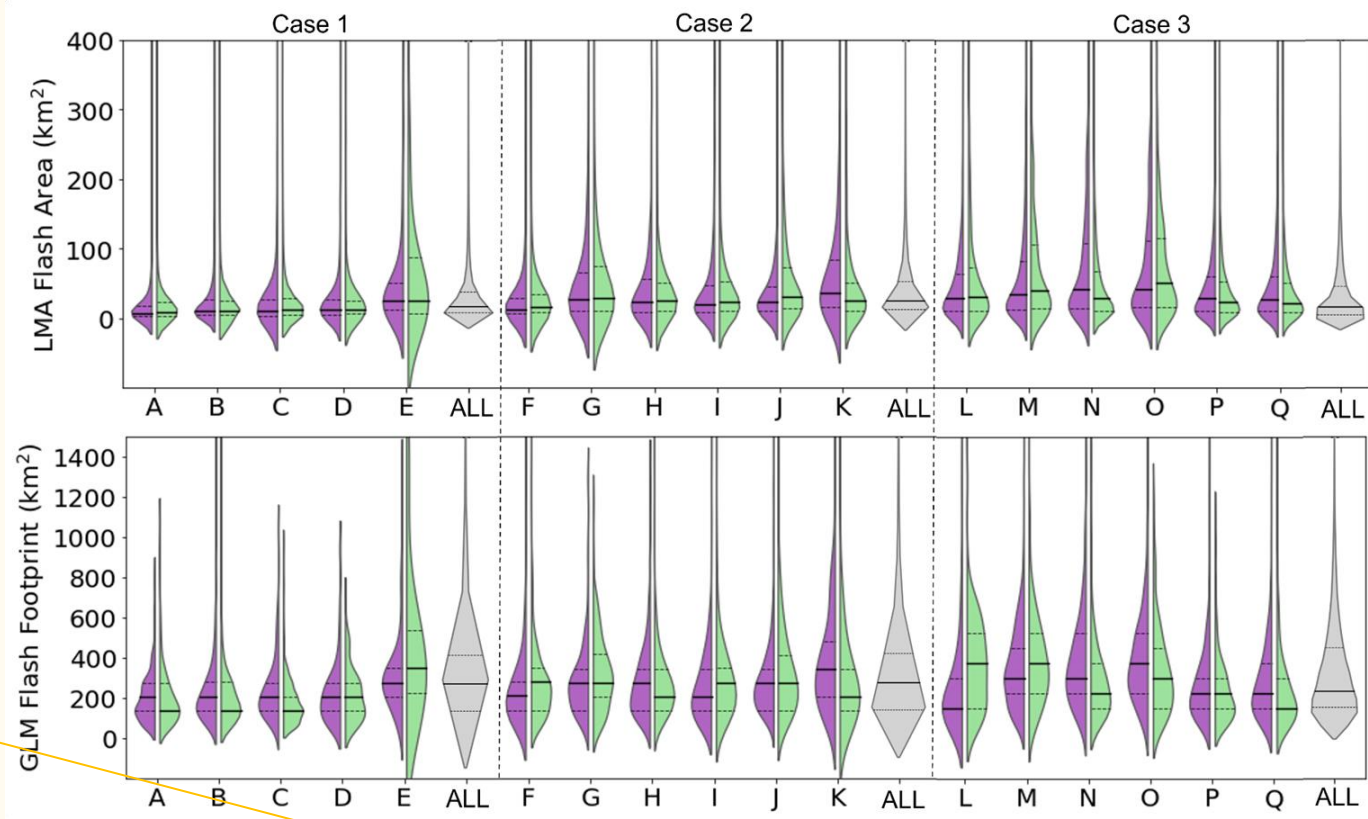 Case 1 Case 2 Case 3
LMA Flash Area (km²)
400
300
200
100
0
A B C D E ALL F G H I J K ALL L M N O P Q ALL
GLM Flash Footprint (km²)
1400
1200
1000
800
600
400
200
0
A B C D E ALL F G H I J K ALL L M N O P Q ALL